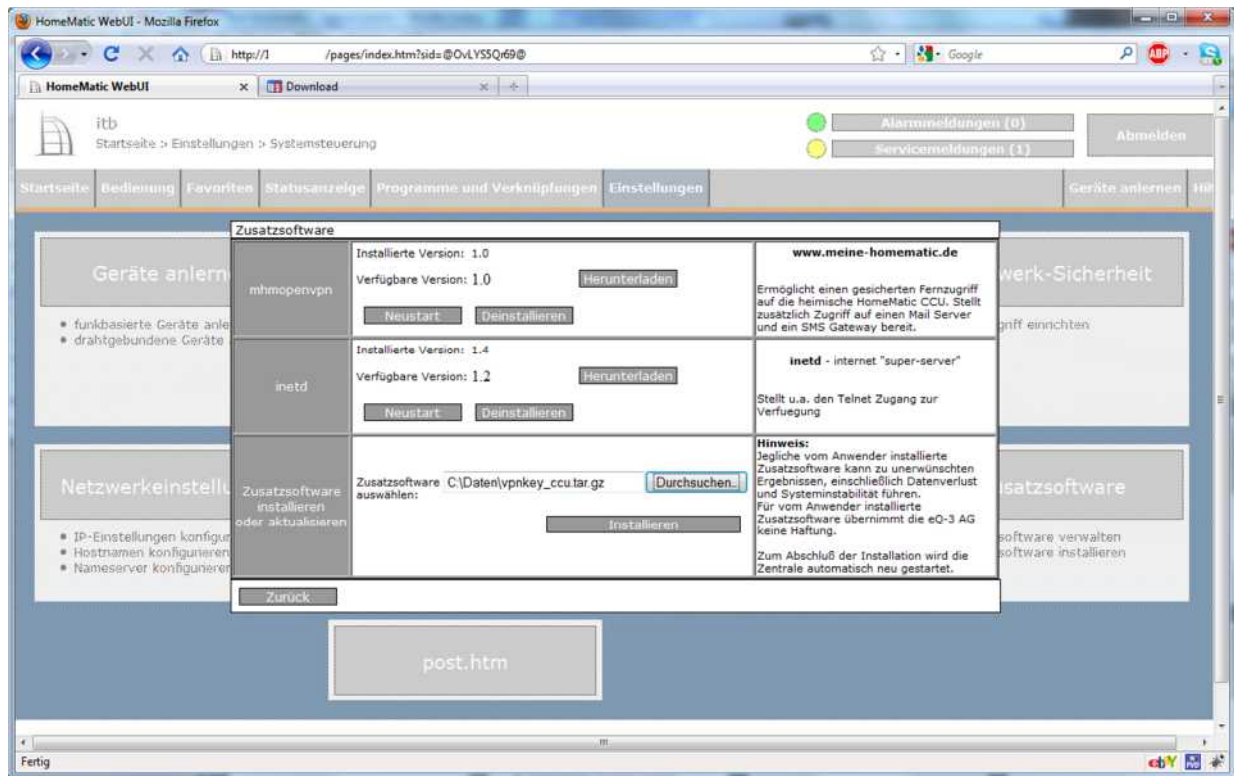 HomeMatic WebUI - Mozilla Firefox
http://1 /pages/index.htm?sid=@OvLYS5Qr69@
Google
ABP
HomeMatic WebUI
Download
itb
Startseite > Einstellungen > Systemsteuerung
Alarmmeldungen (0)
Servicemeldungen (1)
Abmelden
Startseite Bedienung Favoriten Statusanzeige Programme und Verknüpfungen Einstellungen Geräte anlernen Hil
Geräte anlern
funkbasierte Geräte anle
drahtgebundene Geräte
werk-Sicherheit
griff einrichten
Zusatzsoftware
mhmopenvpn
Installierte Version: 1.0
Verfügbare Version: 1.0
Herunterladen
Neustart Deinstallieren
www.meine-homematic.de
Ermöglicht einen gesicherten Fernzugriff
auf die heimische HomeMatic CCU. Stellt
zusätzlich Zugriff auf einen Mail Server
und ein SMS Gateway bereit.
inetd
Installierte Version: 1.4
Verfügbare Version: 1.2
Herunterladen
Neustart Deinstallieren
inetd - internet "super-server"
Stellt u.a. den Telnet Zugang zur
Verfuegung
Zusatzsoftware
installieren
oder aktualisieren
Zusatzsoftware
auswählen:
C:\Daten\vpnkey_ccu.tar.gz
Durchsuchen..
Installieren
Hinweis:
Jegliche vom Anwender installierte
Zusatzsoftware kann zu unerwünschten
Ergebnissen, einschließlich Datenverlust
und Systeminstabilität führen.
Für vom Anwender installierte
Zusatzsoftware übernimmt die eQ-3 AG
keine Haftung.
Zum Abschluß der Installation wird die
Zentrale automatisch neu gestartet.
Zurück
Netzwerkeinstellu
IP-Einstellungen konfigur
Hostnamen konfigurieren
Nameserver konfigurieren
satzsoftware
software verwalten
software installieren
post.htm
Fertig
ebY